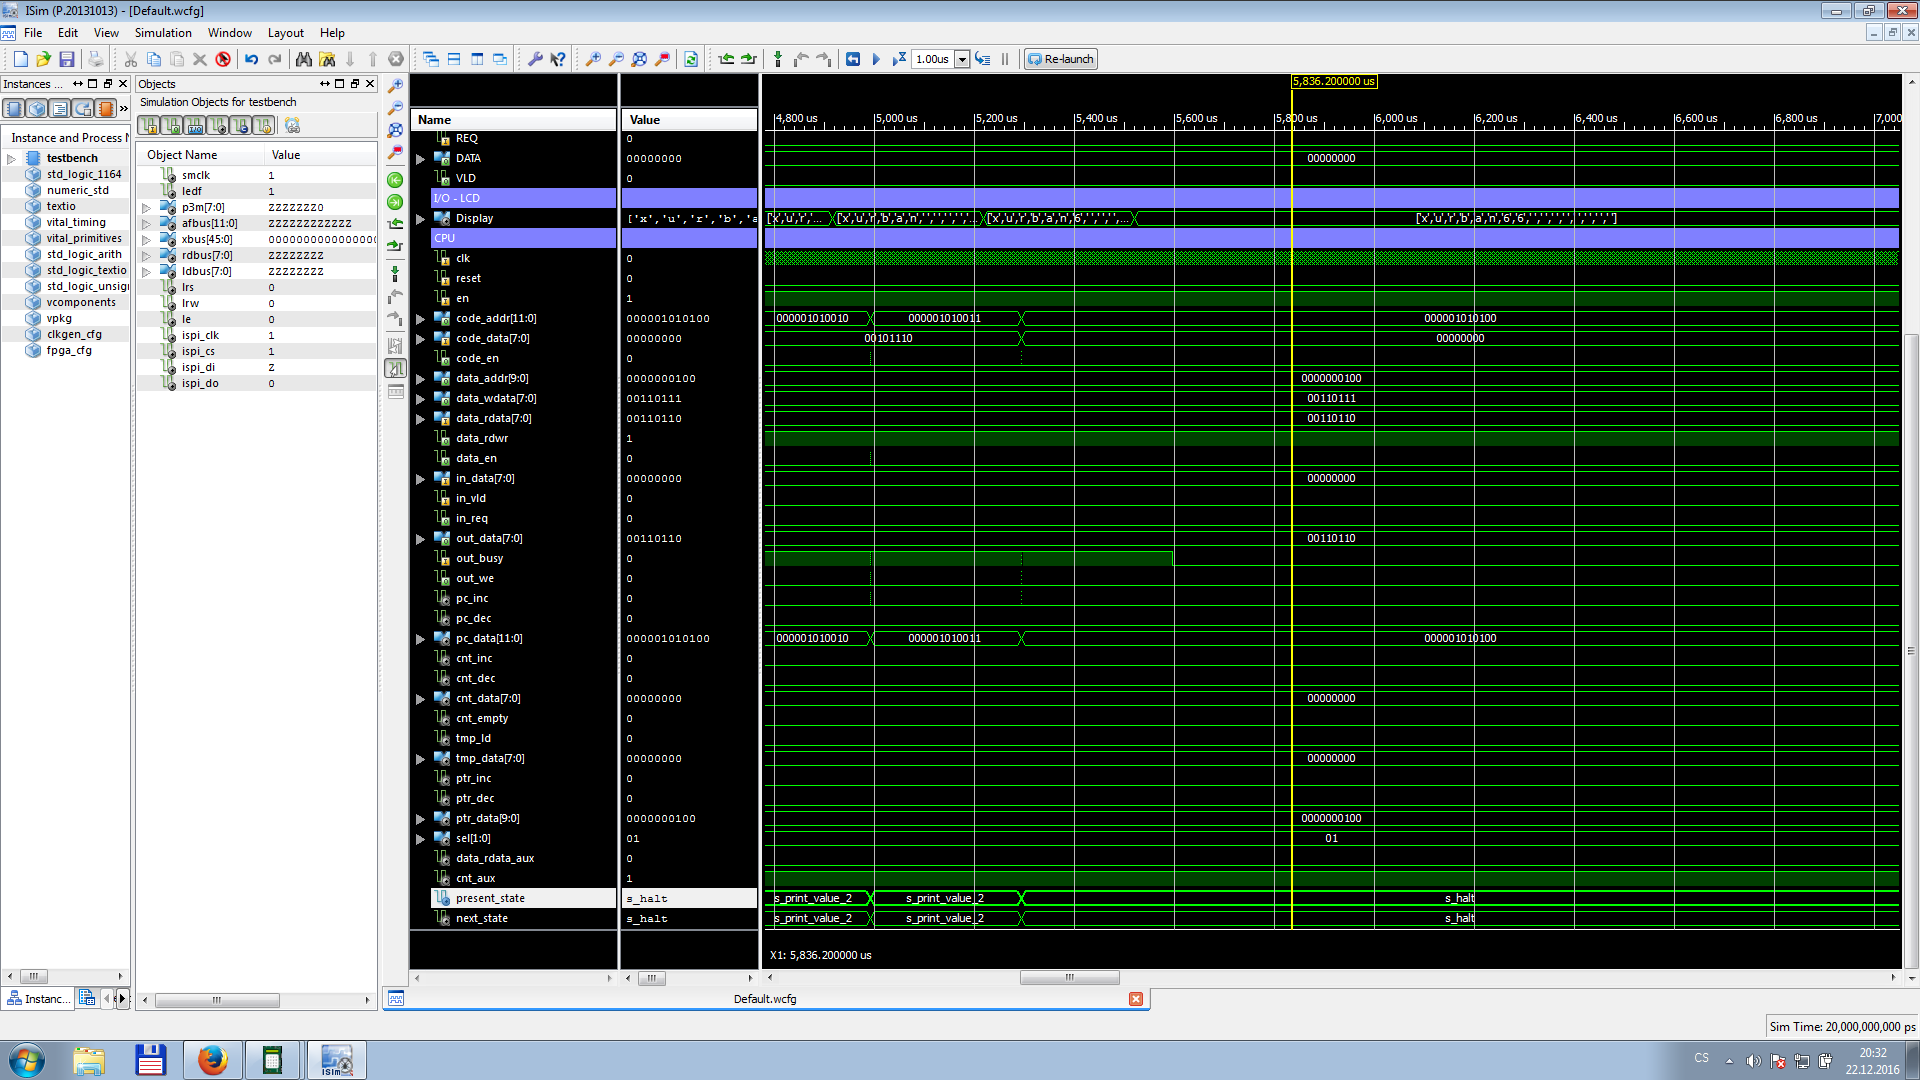 ISim (P.20131013) - [Default.wcfg]
File Edit View Simulation Window Layout Help
1.00us Re-launch
Instances ...
Instance and Process N
testbench
std_logic_1164
numeric_std
textio
vital_timing
vital_primitives
std_logic_arith
std_logic_textio
std_logic_unsig
vcomponents
vpkg
clkgen_cfg
fpga_cfg
Instanc...
Objects
Simulation Objects for testbench
Object Name Value
smclk 1
ledf 1
p3m[7:0] ZZZZZZZ0
afbus[11:0] ZZZZZZZZZZZZ
xbus[45:0] 0000000000000000
rdbus[7:0] ZZZZZZZZ
ldbus[7:0] ZZZZZZZZ
lrs 0
lrw 0
le 0
ispi_clk 1
ispi_cs 1
ispi_di Z
ispi_do 0
5,836.200000 us
Name Value
4,800 us 5,000 us 5,200 us 5,400 us 5,600 us 5,800 us 6,000 us 6,200 us 6,400 us 6,600 us 6,800 us 7,000
REQ 0
DATA 00000000 00000000
VLD 0
I/O - LCD
Display ['x','u','r','b','a [x','u','r','... [x','u','r','b','a','n',' ',' ',' ',' ',... [x','u','r','b','a','n','6',' ',' ',' ',... [x','u','r','b','a','n','6','6',' ',' ',' ',' ',' ',' ',' ',' ']
CPU
clk 0
reset 0
en 1
code_addr[11:0] 000001010100 000001010010 000001010011 000001010100
code_data[7:0] 00000000 00101110 00000000
code_en 0
data_addr[9:0] 0000000100 0000000100
data_wdata[7:0] 00110111 00110111
data_rdata[7:0] 00110110 00110110
data_rdwr 1
data_en 0
in_data[7:0] 00000000 00000000
in_vld 0
in_req 0
out_data[7:0] 00110110 00110110
out_busy 0
out_we 0
pc_inc 0
pc_dec 0
pc_data[11:0] 000001010100 000001010010 000001010011 000001010100
cnt_inc 0
cnt_dec 0
cnt_data[7:0] 00000000 00000000
cnt_empty 0
tmp_ld 0
tmp_data[7:0] 00000000 00000000
ptr_inc 0
ptr_dec 0
ptr_data[9:0] 0000000100 0000000100
sel[1:0] 01 01
data_rdata_aux 0
cnt_aux 1
present_state s_halt s_print_value_2 s_print_value_2 s_halt
next_state s_halt s_print_value_2 s_print_value_2 s_halt
X1: 5,836.200000 us
Default.wcfg
Sim Time: 20,000,000,000 ps
ISim
CS
20:32
22.12.2016